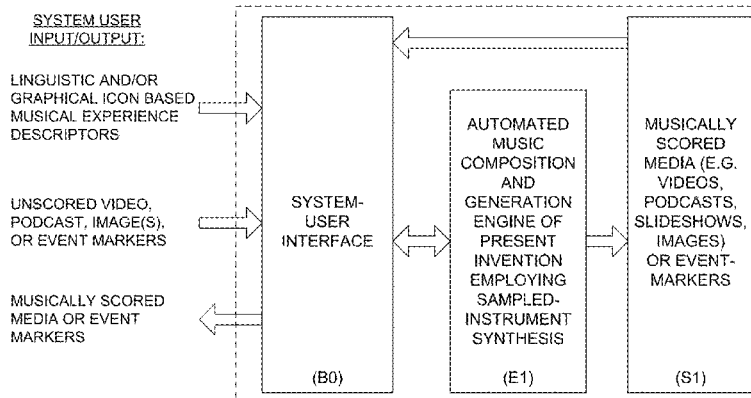 SYSTEM USER
INPUT/OUTPUT:
LINGUISTIC AND/OR
GRAPHICAL ICON BASED
MUSICAL EXPERIENCE
DESCRIPTORS
UNSCORED VIDEO,
PODCAST, IMAGE(S),
OR EVENT MARKERS
MUSICALLY SCORED
MEDIA OR EVENT
MARKERS
SYSTEM-
USER
INTERFACE
(B0)
AUTOMATED
MUSIC
COMPOSITION
AND
GENERATION
ENGINE OF
PRESENT
INVENTION
EMPLOYING
SAMPLED-
INSTRUMENT
SYNTHESIS
(E1)
MUSICALLY
SCORED
MEDIA (E.G.
VIDEOS,
PODCASTS,
SLIDESHOWS,
IMAGES)
OR EVENT-
MARKERS
(S1)